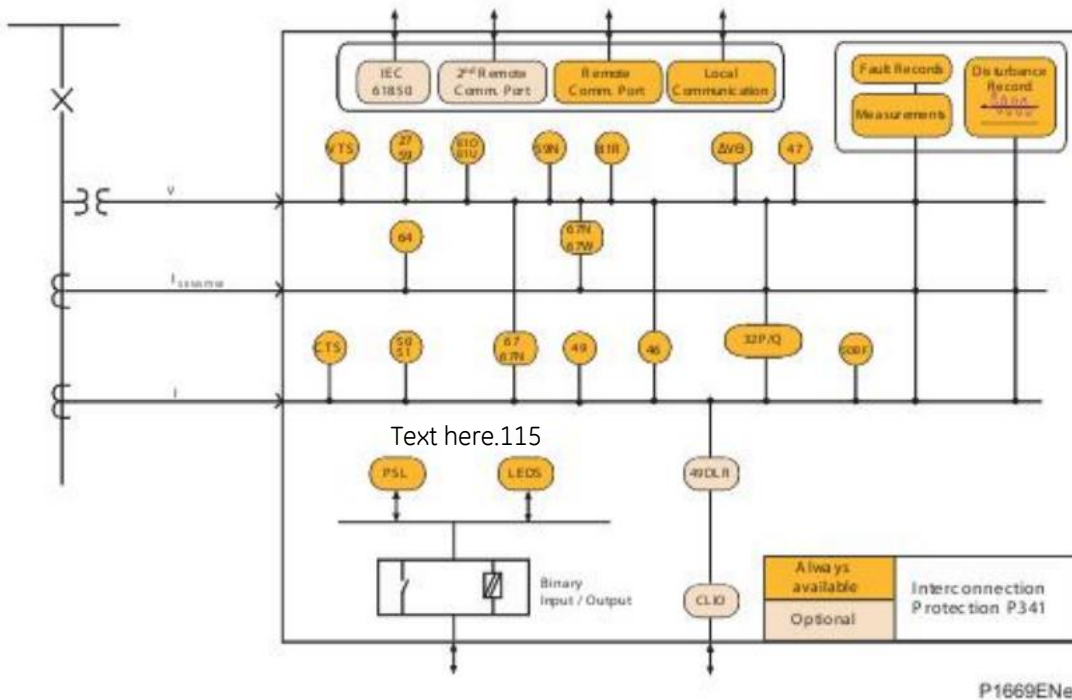 IEC
61850
2nd Remote
Comm. Port
Remote
Comm. Port
Local
Communication
Fault Records
Measurements
Disturbance
Record
VTS
27
59
81O
81U
59N
81R
ΔVθ
47
V
64
67N
67W
I
CTS
50
51
67
67N
49
46
32P/Q
50BF
I
Text here.115
PSL
LEDS
49DLR
Binary
Input / Output
CLIO
Always
available
Optional
Interconnection
Protection P341
P1669ENe